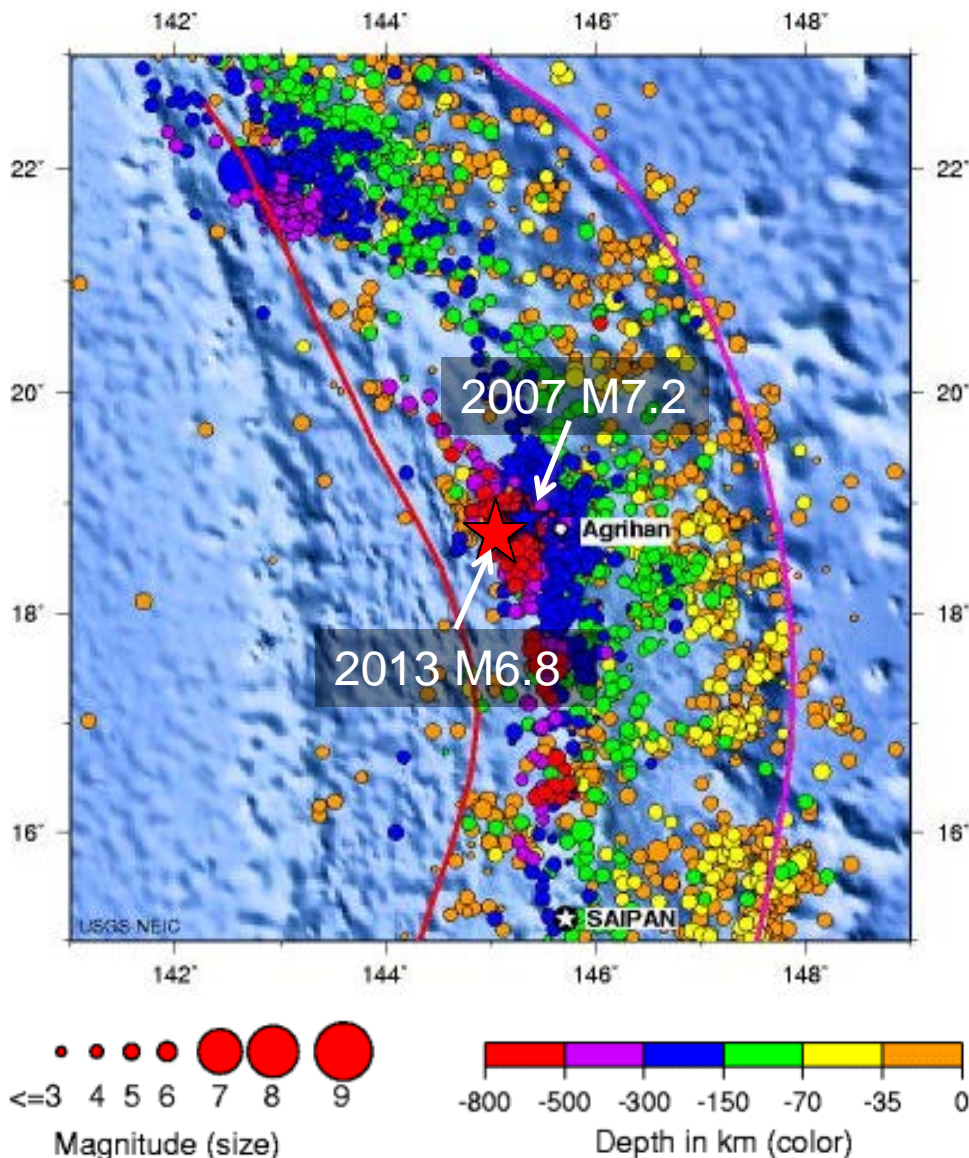 142° 144° 146° 148°
22° 22°
20° 20°
2007 M7.2
Agrihan
18° 18°
2013 M6.8
16° 16°
SAIPAN
USGS NEIC
142° 144° 146° 148°
<=3 4 5 6 7 8 9
Magnitude (size)
-800 -500 -300 -150 -70 -35 0
Depth in km (color)